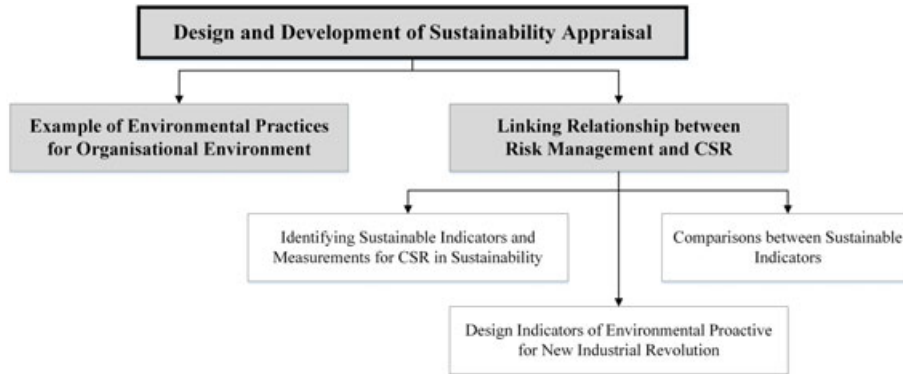 Design and Development of Sustainability Appraisal
Example of Environmental Practices
for Organisational Environment
Linking Relationship between
Risk Management and CSR
Identifying Sustainable Indicators and
Measurements for CSR in Sustainability
Comparisons between Sustainable
Indicators
Design Indicators of Environmental Proactive
for New Industrial Revolution